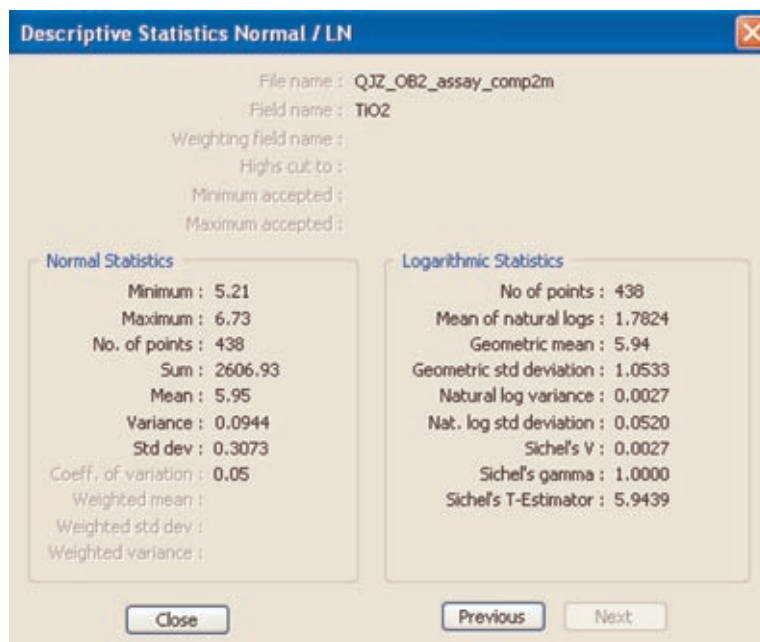 Descriptive Statistics Normal / LN
File name : QJZ_OB2_assay_comp2m
Field name : TiO2
Weighting field name :
Highs cut to :
Minimum accepted :
Maximum accepted :
Normal Statistics
Minimum : 5.21
Maximum : 6.73
No. of points : 438
Sum : 2606.93
Mean : 5.95
Variance : 0.0944
Std dev : 0.3073
Coeff. of variation : 0.05
Weighted mean :
Weighted std dev :
Weighted variance :
Logarithmic Statistics
No of points : 438
Mean of natural logs : 1.7824
Geometric mean : 5.94
Geometric std deviation : 1.0533
Natural log variance : 0.0027
Nat. log std deviation : 0.0520
Sichel's V : 0.0027
Sichel's gamma : 1.0000
Sichel's T-Estimator : 5.9439
Close
Previous
Next